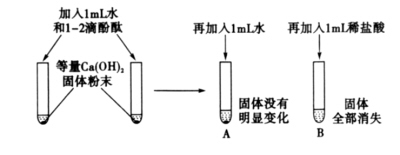 加入1mL水
和1-2滴酚酞
等量Ca(OH)₂
固体粉末
再加入1mL水
固体没有
明显变化
A
再加入1mL稀盐酸
固体
全部消失
B